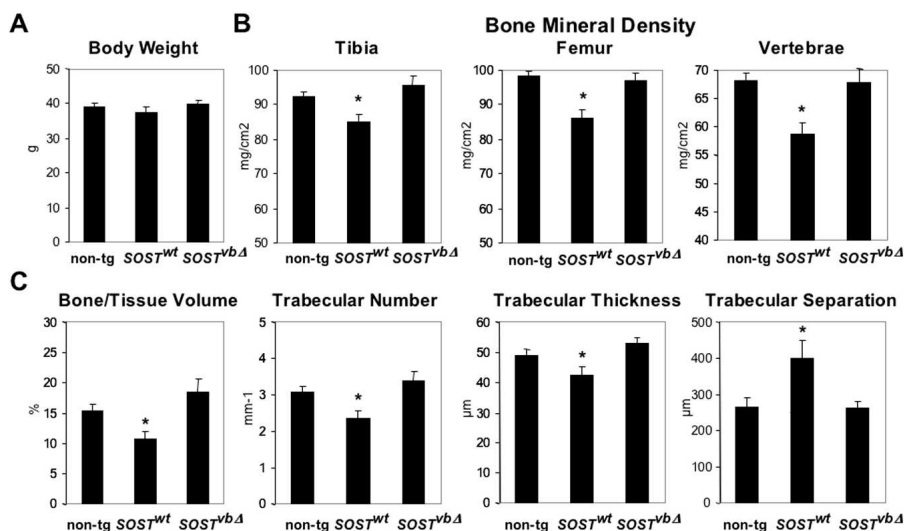 A
Body Weight
50
40
30
20
10
0
g
non-tg SOSTwt SOSTvbΔ
B
Bone Mineral Density
Tibia
100
90
80
70
60
50
mg/cm2
non-tg SOSTwt SOSTvbΔ
*
Femur
100
90
80
70
60
50
mg/cm2
non-tg SOSTwt SOSTvbΔ
*
Vertebrae
70
65
60
55
50
45
40
mg/cm2
non-tg SOSTwt SOSTvbΔ
*
C
Bone/Tissue Volume
30
25
20
15
10
5
0
%
non-tg SOSTwt SOSTvbΔ
*
Trabecular Number
5
4
3
2
1
0
mm-1
non-tg SOSTwt SOSTvbΔ
*
Trabecular Thickness
60
50
40
30
20
10
0
µm
non-tg SOSTwt SOSTvbΔ
*
Trabecular Separation
500
400
300
200
100
0
µm
non-tg SOSTwt SOSTvbΔ
*